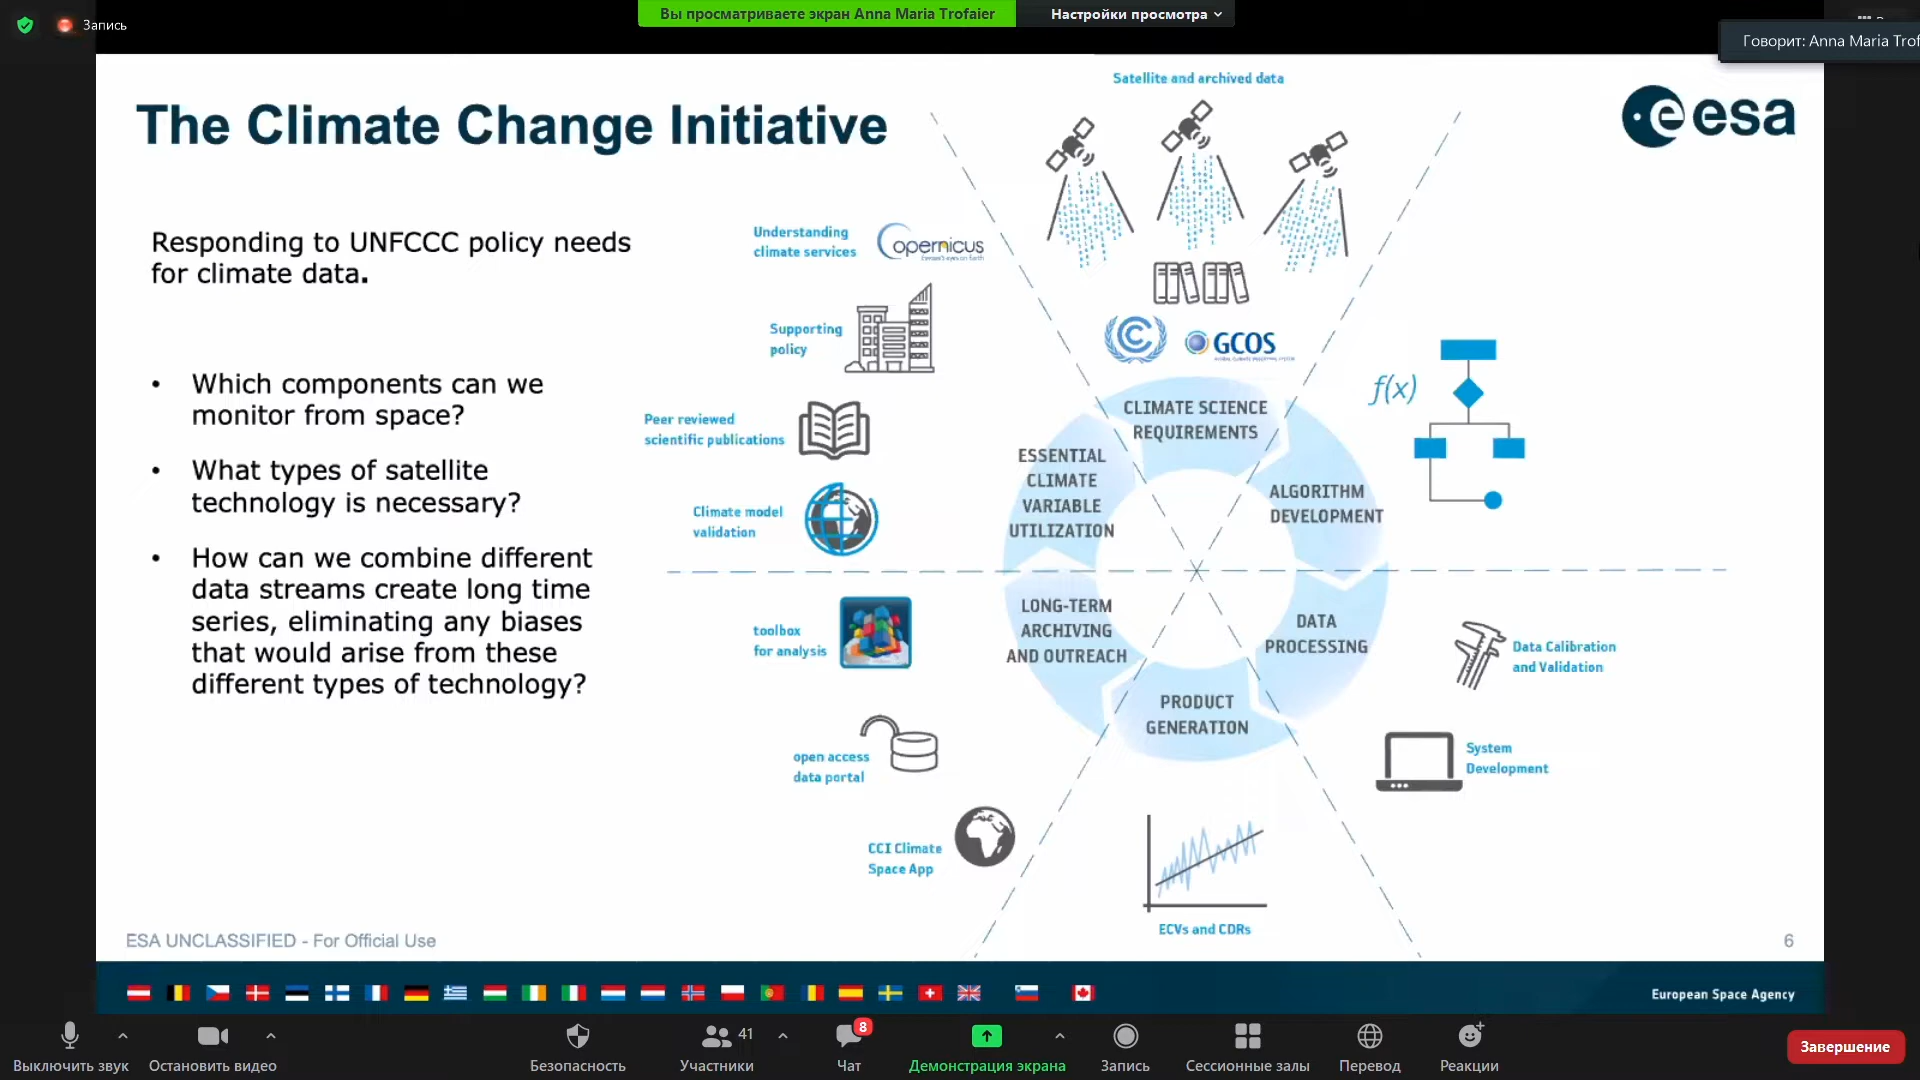 Запись
Вы просматриваете экран Anna Maria Trofaier
Настройки просмотра
Говорит: Anna Maria Trof
The Climate Change Initiative
esa
Responding to UNFCCC policy needs
for climate data.
• Which components can we
monitor from space?
• What types of satellite
technology is necessary?
• How can we combine different
data streams create long time
series, eliminating any biases
that would arise from these
different types of technology?
Satellite and archived data
Understanding
climate services
opernicus
Supporting
policy
Peer reviewed
scientific publications
Climate model
validation
toolbox
for analysis
open access
data portal
CCI Climate
Space App
GCOS
CLIMATE SCIENCE
REQUIREMENTS
ESSENTIAL
CLIMATE
VARIABLE
UTILIZATION
ALGORITHM
DEVELOPMENT
f(x)
LONG-TERM
ARCHIVING
AND OUTREACH
DATA
PROCESSING
PRODUCT
GENERATION
Data Calibration
and Validation
System
Development
ECVs and CDRs
ESA UNCLASSIFIED - For Official Use
6
European Space Agency
Выключить звук
Остановить видео
Безопасность
41
Участники
8
Чат
Демонстрация экрана
Запись
Сессионные залы
Перевод
Реакции
Завершение